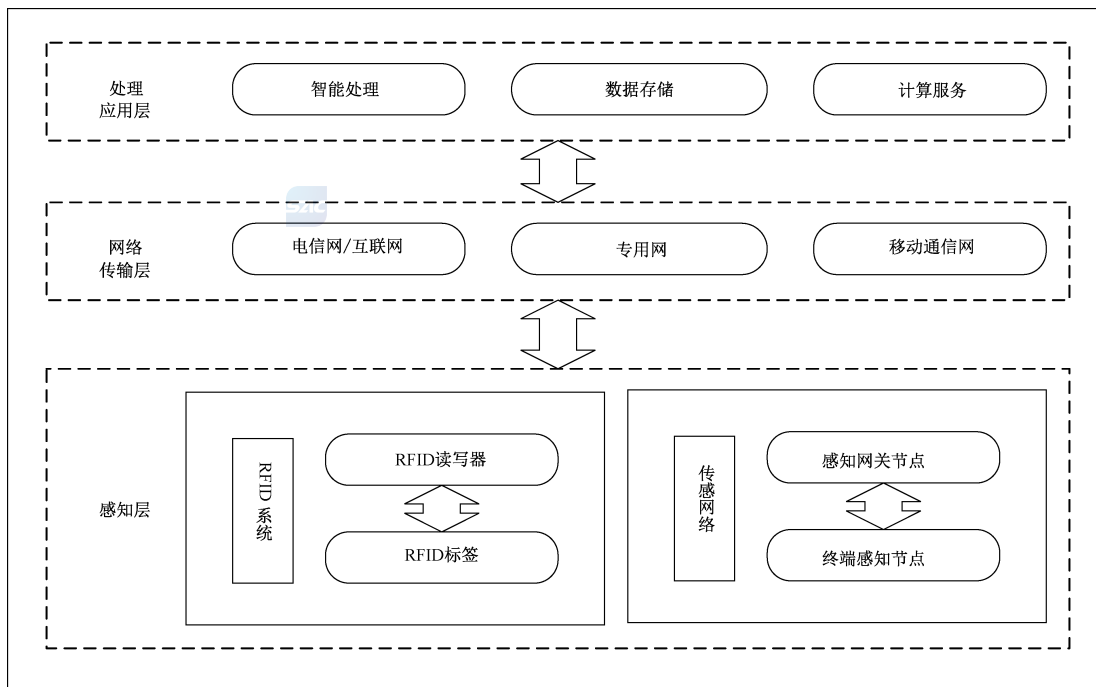 处理
应用层
智能处理
数据存储
计算服务
SZIC
网络
传输层
电信网/互联网
专用网
移动通信网
感知层
RFID 系统
RFID读写器
RFID标签
传感网络
感知网关节点
终端感知节点